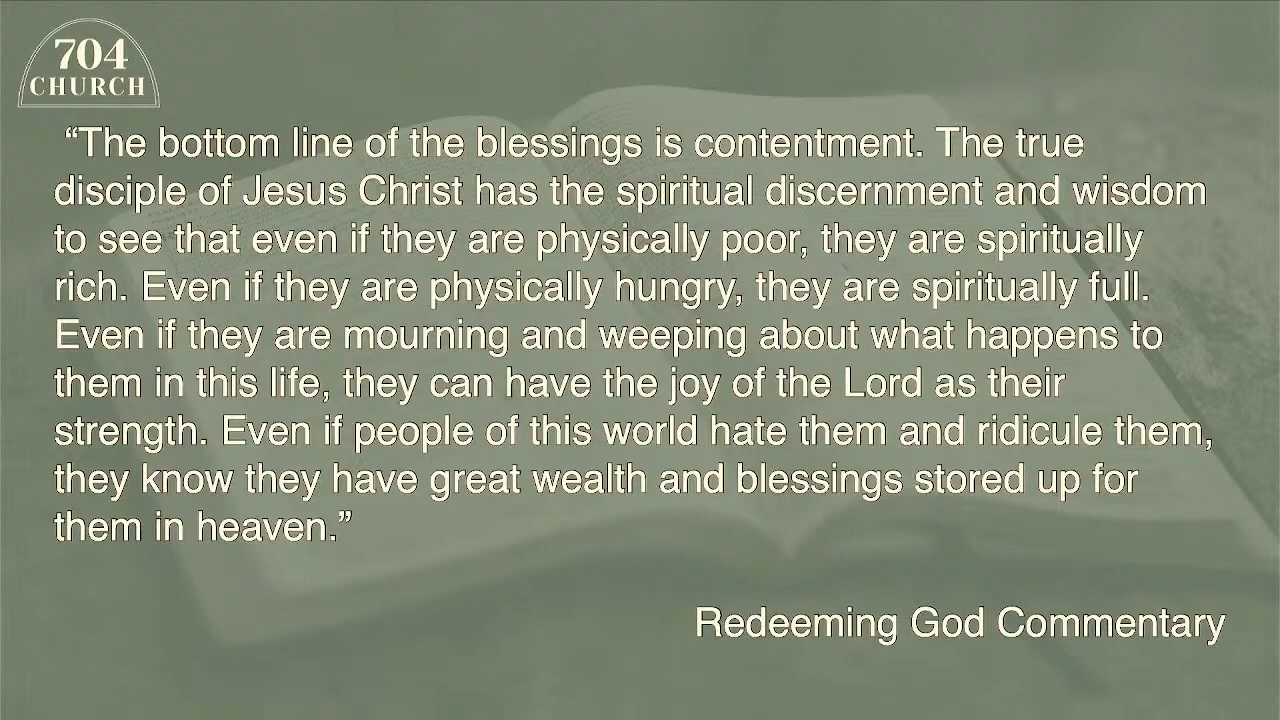 704
CHURCH
“The bottom line of the blessings is contentment. The true
disciple of Jesus Christ has the spiritual discernment and wisdom
to see that even if they are physically poor, they are spiritually
rich. Even if they are physically hungry, they are spiritually full.
Even if they are mourning and weeping about what happens to
them in this life, they can have the joy of the Lord as their
strength. Even if people of this world hate them and ridicule them,
they know they have great wealth and blessings stored up for
them in heaven.”
Redeeming God Commentary